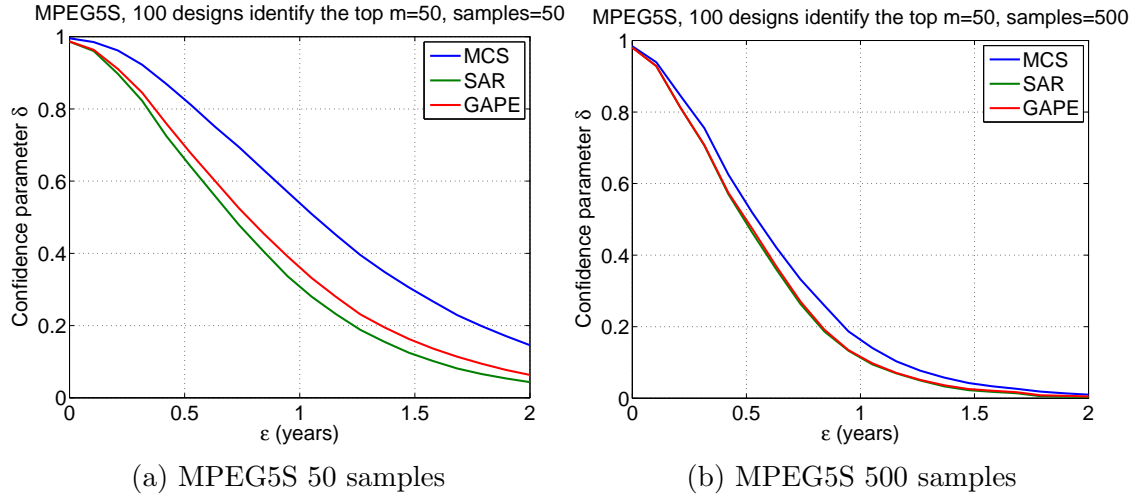 MPEG5S, 100 designs identify the top m=50, samples=50
1
0.8
0.6
0.4
0.2
0
0
0.5
1
1.5
2
Confidence parameter δ
ε (years)
MCS
SAR
GAPE
(a) MPEG5S 50 samples
MPEG5S, 100 designs identify the top m=50, samples=500
1
0.8
0.6
0.4
0.2
0
0
0.5
1
1.5
2
Confidence parameter δ
ε (years)
MCS
SAR
GAPE
(b) MPEG5S 500 samples